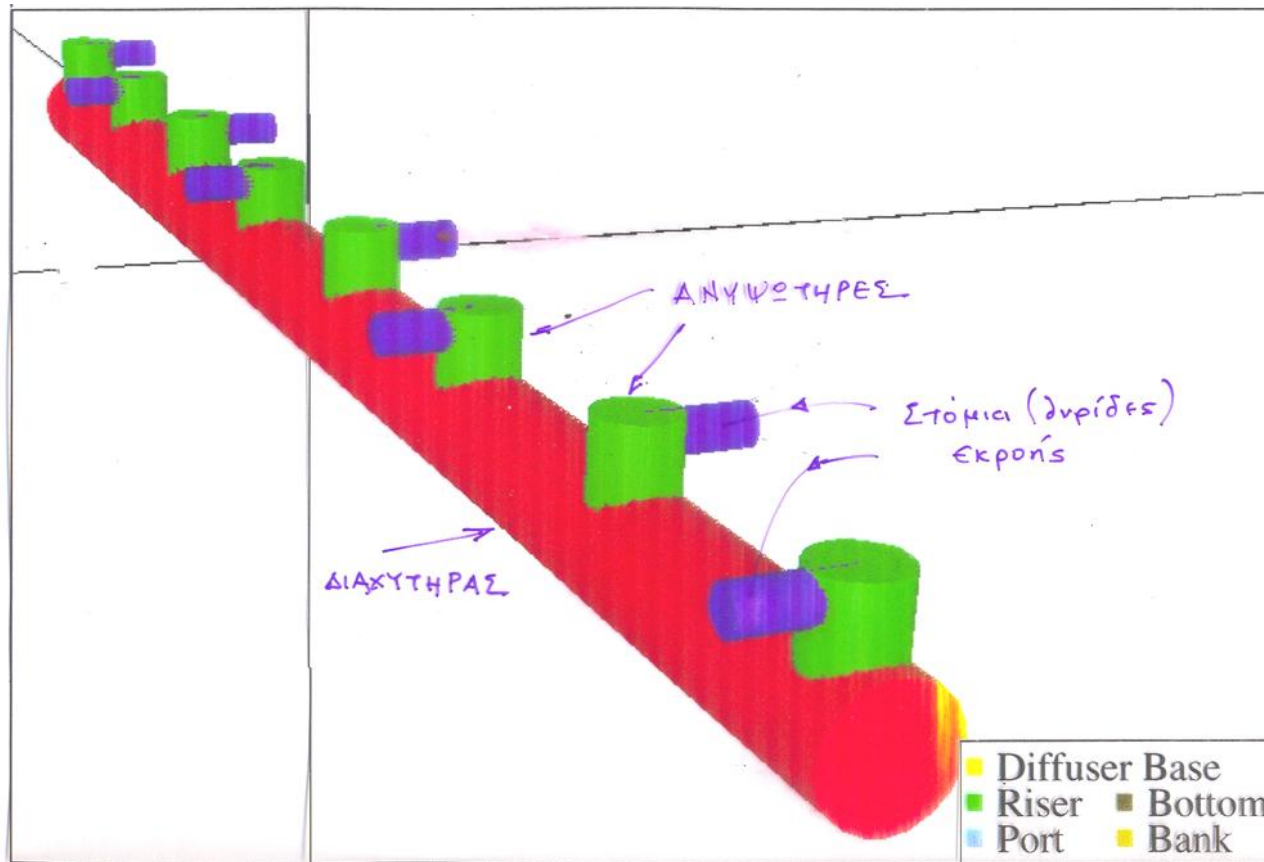 ΑΝΥΨΩΤΗΡΕΣ
Στόμια (θυρίδες)
εκροής
ΔΙΑΧΥΤΗΡΑΣ
Diffuser Base
Riser
Bottom
Port
Bank